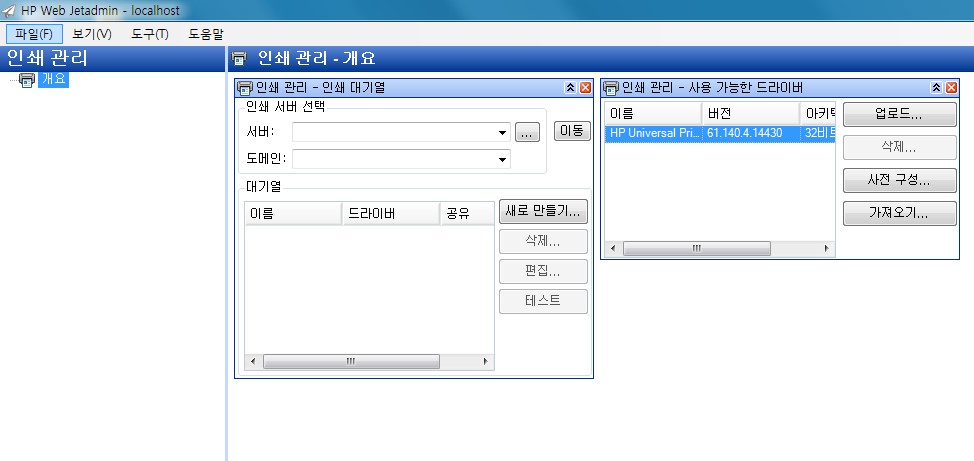 HP Web Jetadmin - localhost
파일(F) 보기(V) 도구(T) 도움말
인쇄 관리
개요
인쇄 관리 - 개요
인쇄 관리 - 인쇄 대기열
인쇄 서버 선택
서버: ... 이동
도메인:
대기열
이름 드라이버 공유
새로 만들기...
삭제...
편집...
테스트
인쇄 관리 - 사용 가능한 드라이버
이름 버전 아키텍
HP Universal Pri... 61.140.4.14430 32비트
업로드...
삭제...
사전 구성...
가져오기...